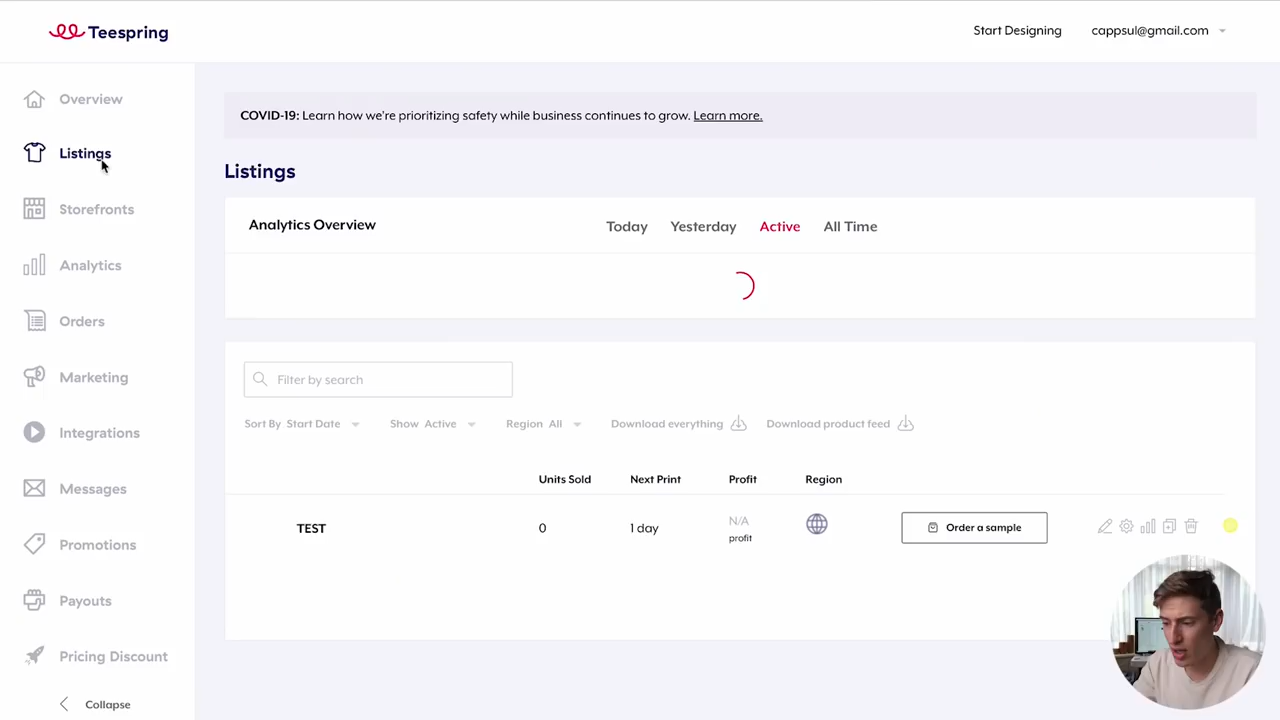 Teespring
Start Designing
cappsul@gmail.com
Overview
Listings
Storefronts
Analytics
Orders
Marketing
Integrations
Messages
Promotions
Payouts
Pricing Discount
Collapse
COVID-19: Learn how we're prioritizing safety while business continues to grow. Learn more.
Listings
Analytics Overview
Today Yesterday Active All Time
Filter by search
Sort By Start Date Show Active Region All Download everything Download product feed
Units Sold Next Print Profit Region
TEST 0 1 day N/A profit Order a sample